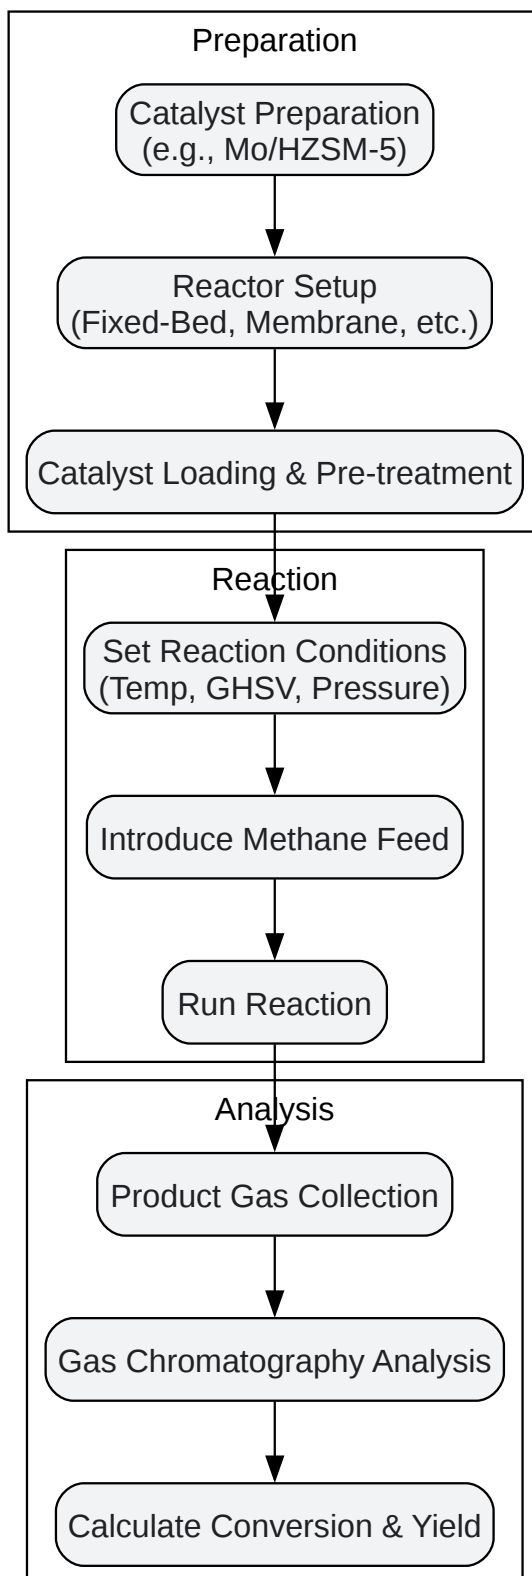 Preparation
Catalyst Preparation
(e.g., Mo/HZSM-5)
Reactor Setup
(Fixed-Bed, Membrane, etc.)
Catalyst Loading & Pre-treatment
Reaction
Set Reaction Conditions
(Temp, GHSV, Pressure)
Introduce Methane Feed
Run Reaction
Analysis
Product Gas Collection
Gas Chromatography Analysis
Calculate Conversion & Yield